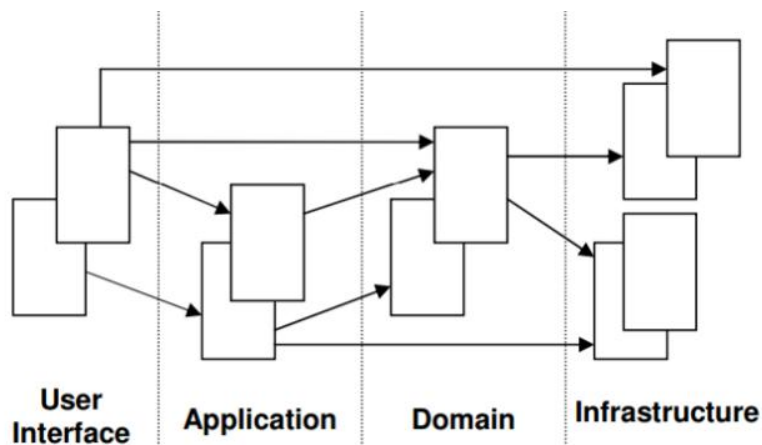 User
Interface
Application
Domain
Infrastructure